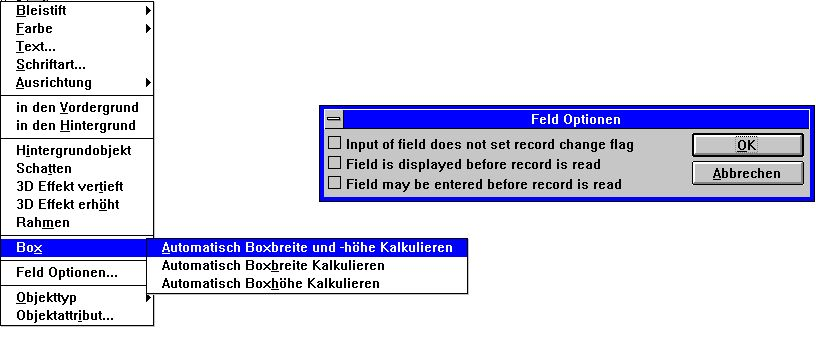 Bleistift
Farbe
Text...
Schriftart...
Ausrichtung
in den Vordergrund
in den Hintergrund
Hintergrundobjekt
Schatten
3D Effekt vertieft
3D Effekt erhöht
Rahmen
Box
Feld Optionen...
Objekttyp
Objektattribut...
Automatisch Boxbreite und -höhe Kalkulieren
Automatisch Boxbreite Kalkulieren
Automatisch Boxhöhe Kalkulieren
Feld Optionen
Input of field does not set record change flag
Field is displayed before record is read
Field may be entered before record is read
OK
Abbrechen